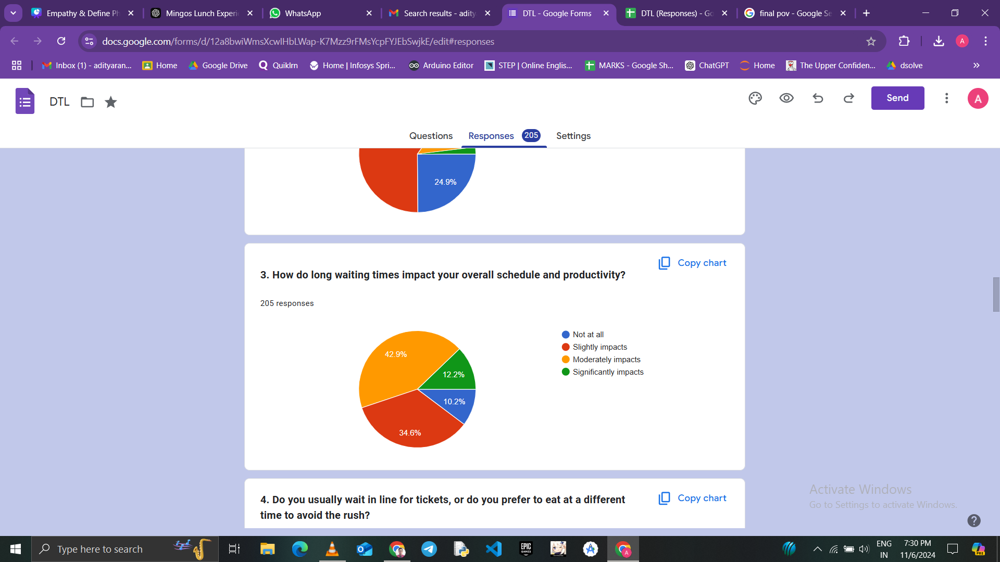 Empathy & Define Ph
Mingos Lunch Experi
WhatsApp
Search results - adity
DTL - Google Forms
DTL (Responses) - Go
final pov - Google Se
docs.google.com/forms/d/12a8bwiWmsXcwIHbLWap-K7Mzz9rFMsYcpFYJEbSwjkE/edit#responses
A
Inbox (1) - adityaran...
Home
Google Drive
Quiklrn
Home | Infosys Spri...
Arduino Editor
STEP | Online Englis...
MARKS - Google Sh...
ChatGPT
Home
The Upper Confiden...
dsolve
»
DTL
Send
A
Questions
Responses 205
Settings
24.9%
Copy chart
3. How do long waiting times impact your overall schedule and productivity?
205 responses
Not at all
Slightly impacts
Moderately impacts
Significantly impacts
42.9%
12.2%
10.2%
34.6%
Copy chart
4. Do you usually wait in line for tickets, or do you prefer to eat at a different
time to avoid the rush?
Activate Windows
Go to Settings to activate Windows.
Type here to search
EPIC
GAMES
A
ENG
IN
7:30 PM
11/6/2024
PRE